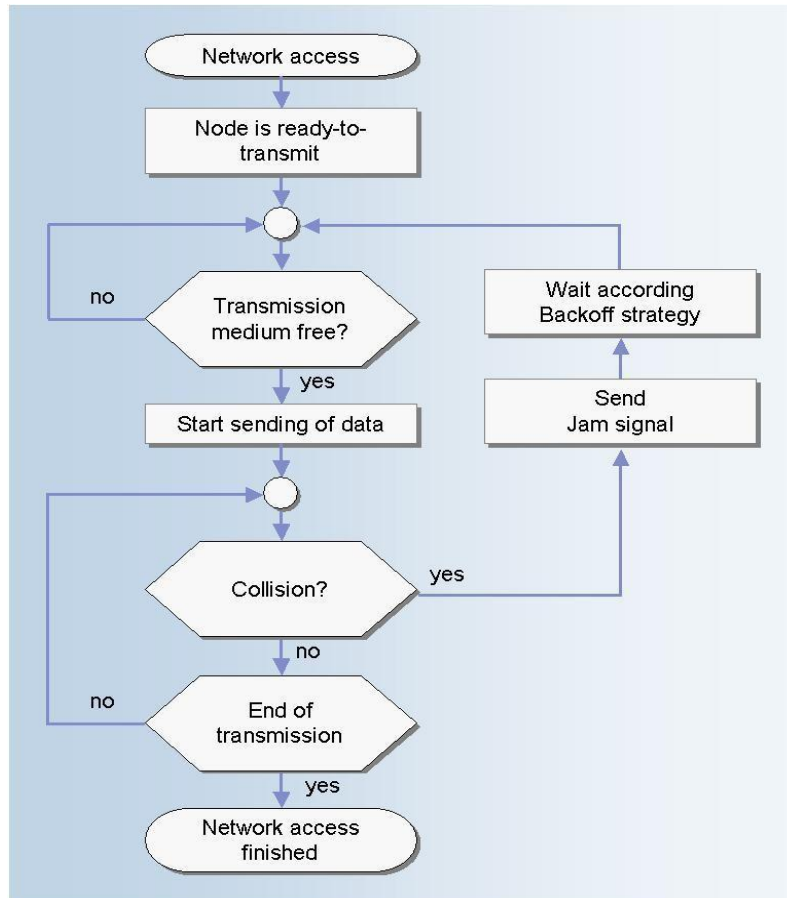 Network access
Node is ready-to-
transmit
no
Transmission
medium free?
yes
Wait according
Backoff strategy
Send
Jam signal
Start sending of data
Collision?
yes
no
no
End of
transmission
yes
Network access
finished